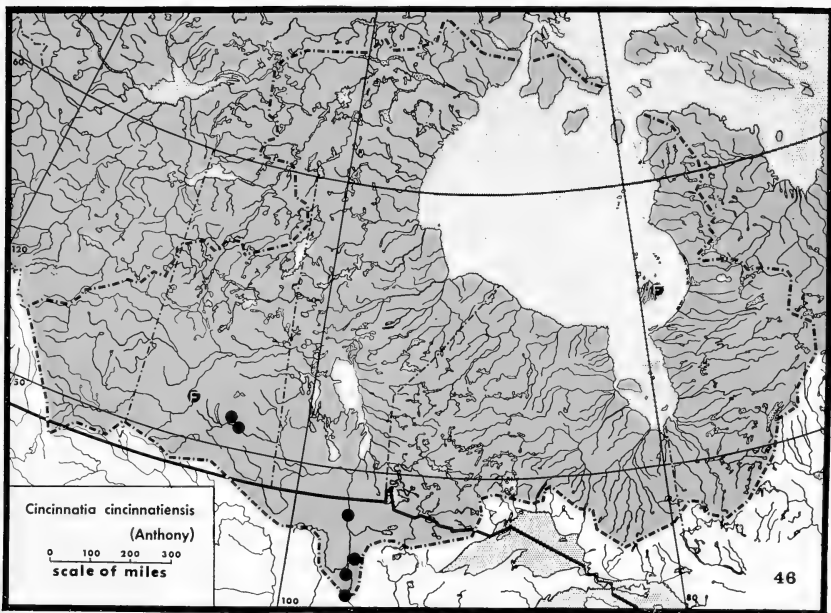 60
120
50
F
F
Cincinnatia cincinnatiensis
(Anthony)
0 100 200 300
scale of miles
100
80
46